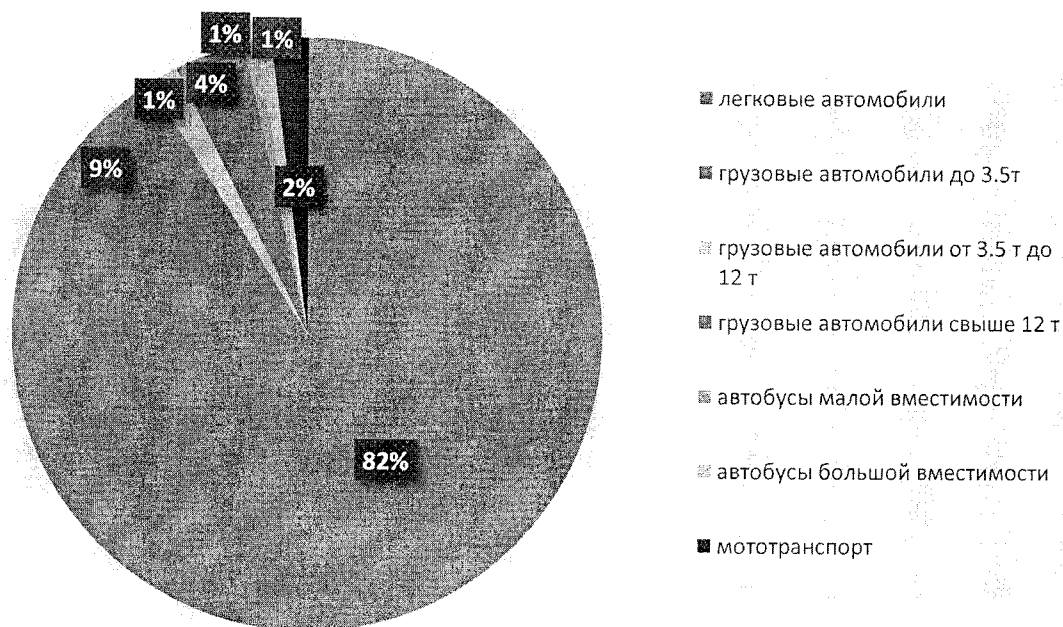 1%
1%
4%
1%
9%
2%
82%
легковые автомобили
грузовые автомобили до 3.5т
грузовые автомобили от 3.5 т до
12 т
грузовые автомобили свыше 12 т
автобусы малой вместимости
автобусы большой вместимости
мототранспорт